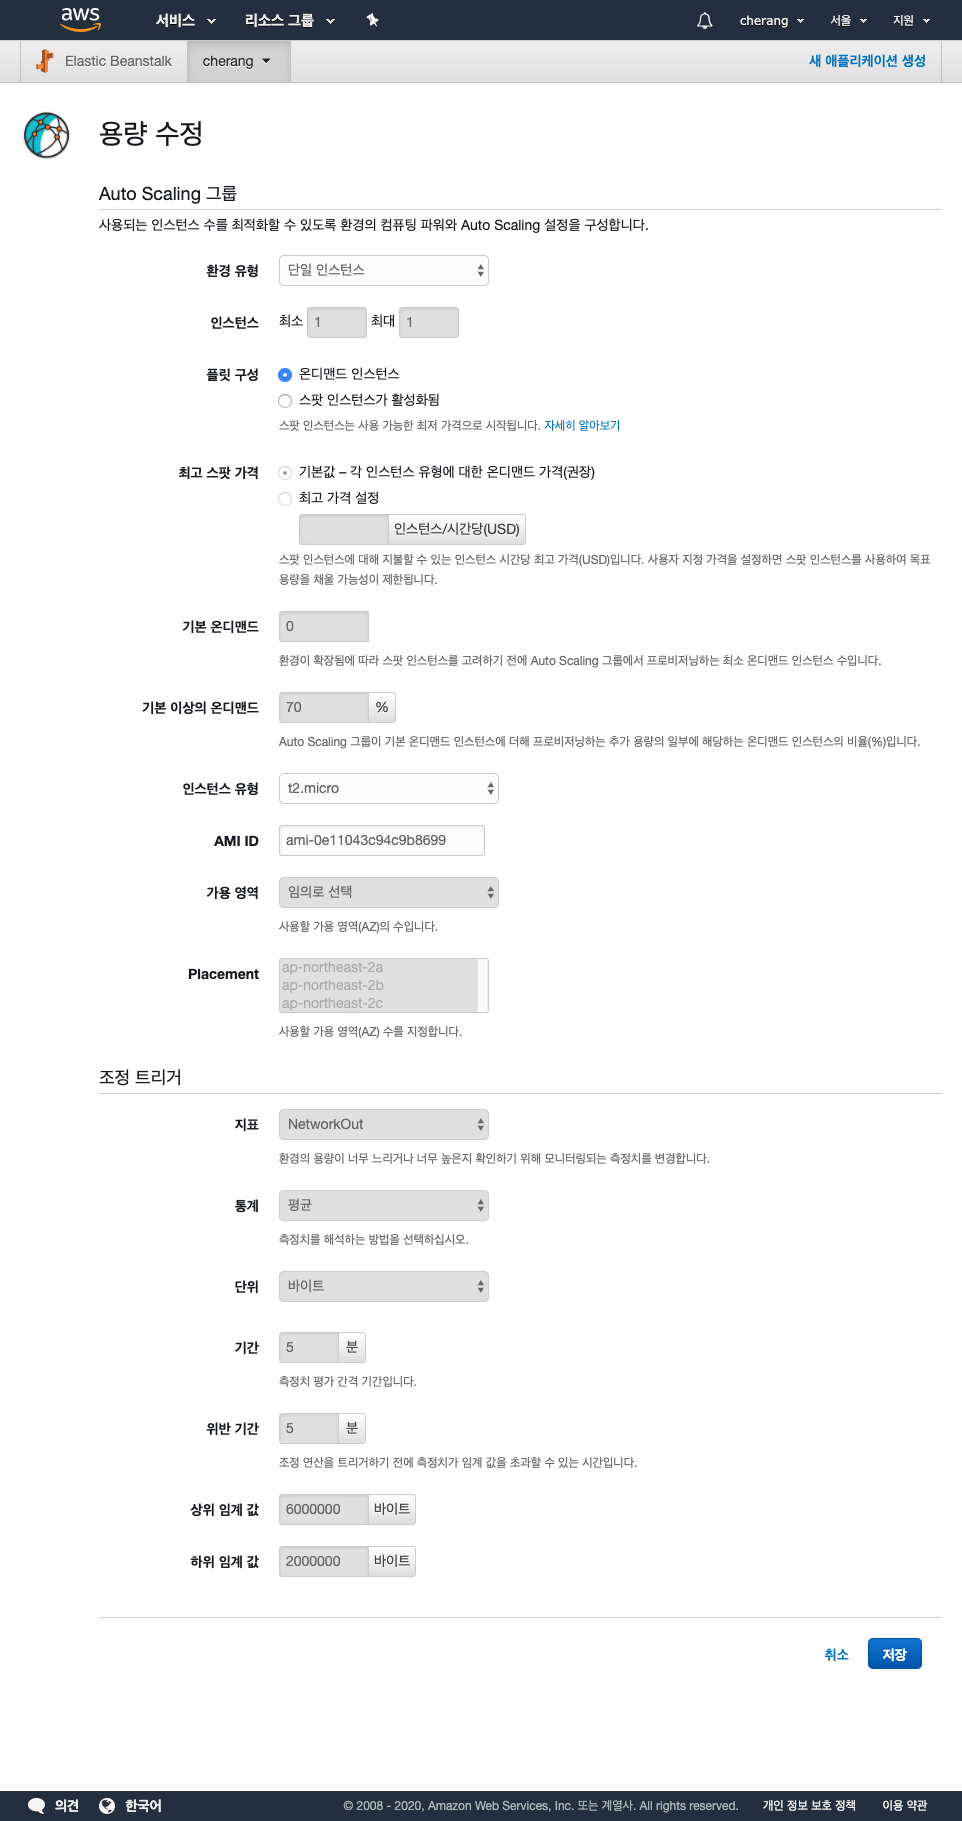 aws 서비스 리소스 그룹 cherang 서울 지원
Elastic Beanstalk cherang 새 애플리케이션 생성
용량 수정
Auto Scaling 그룹
사용되는 인스턴스 수를 최적화할 수 있도록 환경의 컴퓨팅 파워와 Auto Scaling 설정을 구성합니다.
환경 유형 단일 인스턴스
인스턴스 최소 1 최대 1
플릿 구성 온디맨드 인스턴스
스팟 인스턴스가 활성화됨
스팟 인스턴스는 사용 가능한 최저 가격으로 시작됩니다. 자세히 알아보기
최고 스팟 가격 기본값 – 각 인스턴스 유형에 대한 온디맨드 가격(권장)
최고 가격 설정
인스턴스/시간당(USD)
스팟 인스턴스에 대해 지불할 수 있는 인스턴스 시간당 최고 가격(USD)입니다. 사용자 지정 가격을 설정하면 스팟 인스턴스를 사용하여 목표
용량을 채울 가능성이 제한됩니다.
기본 온디맨드 0
환경이 확장됨에 따라 스팟 인스턴스를 고려하기 전에 Auto Scaling 그룹에서 프로비저닝하는 최소 온디맨드 인스턴스 수입니다.
기본 이상의 온디맨드 70 %
Auto Scaling 그룹이 기본 온디맨드 인스턴스에 더해 프로비저닝하는 추가 용량의 일부에 해당하는 온디맨드 인스턴스의 비율(%)입니다.
인스턴스 유형 t2.micro
AMI ID ami-0e11043c94c9b8699
가용 영역 임의로 선택
사용할 가용 영역(AZ)의 수입니다.
Placement ap-northeast-2a
ap-northeast-2b
ap-northeast-2c
사용할 가용 영역(AZ) 수를 지정합니다.
조정 트리거
지표 NetworkOut
환경의 용량이 너무 느리거나 너무 높은지 확인하기 위해 모니터링되는 측정치를 변경합니다.
통계 평균
측정치를 해석하는 방법을 선택하십시오.
단위 바이트
기간 5 분
측정치 평가 간격 기간입니다.
위반 기간 5 분
조정 연산을 트리거하기 전에 측정치가 임계 값을 초과할 수 있는 시간입니다.
상위 임계 값 6000000 바이트
하위 임계 값 2000000 바이트
취소 저장
의견 한국어 © 2008 - 2020, Amazon Web Services, Inc. 또는 계열사. All rights reserved. 개인 정보 보호 정책 이용 약관